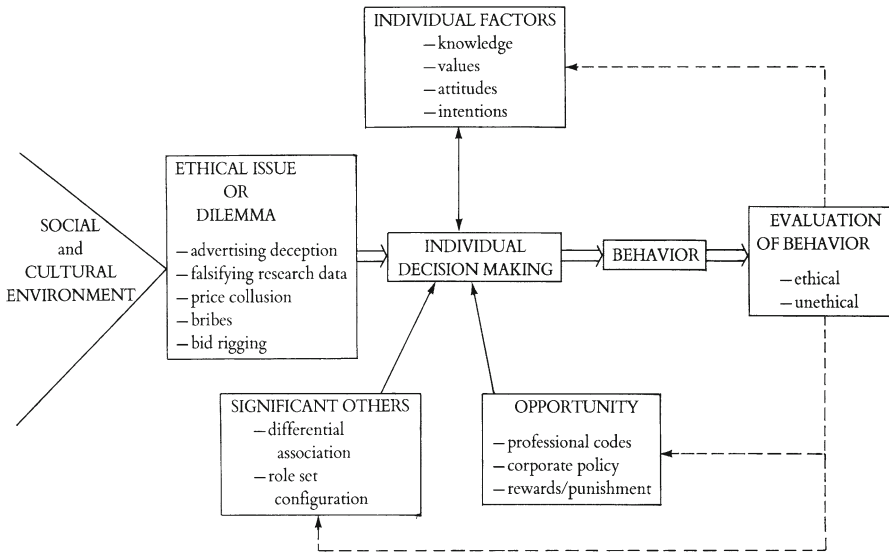 INDIVIDUAL FACTORS
—knowledge
—values
—attitudes
—intentions
SOCIAL
and
CULTURAL
ENVIRONMENT
ETHICAL ISSUE
OR
DILEMMA
—advertising deception
—falsifying research data
—price collusion
—bribes
—bid rigging
INDIVIDUAL
DECISION MAKING
BEHAVIOR
EVALUATION
OF BEHAVIOR
—ethical
—unethical
SIGNIFICANT OTHERS
—differential
association
—role set
configuration
OPPORTUNITY
—professional codes
—corporate policy
—rewards/punishment